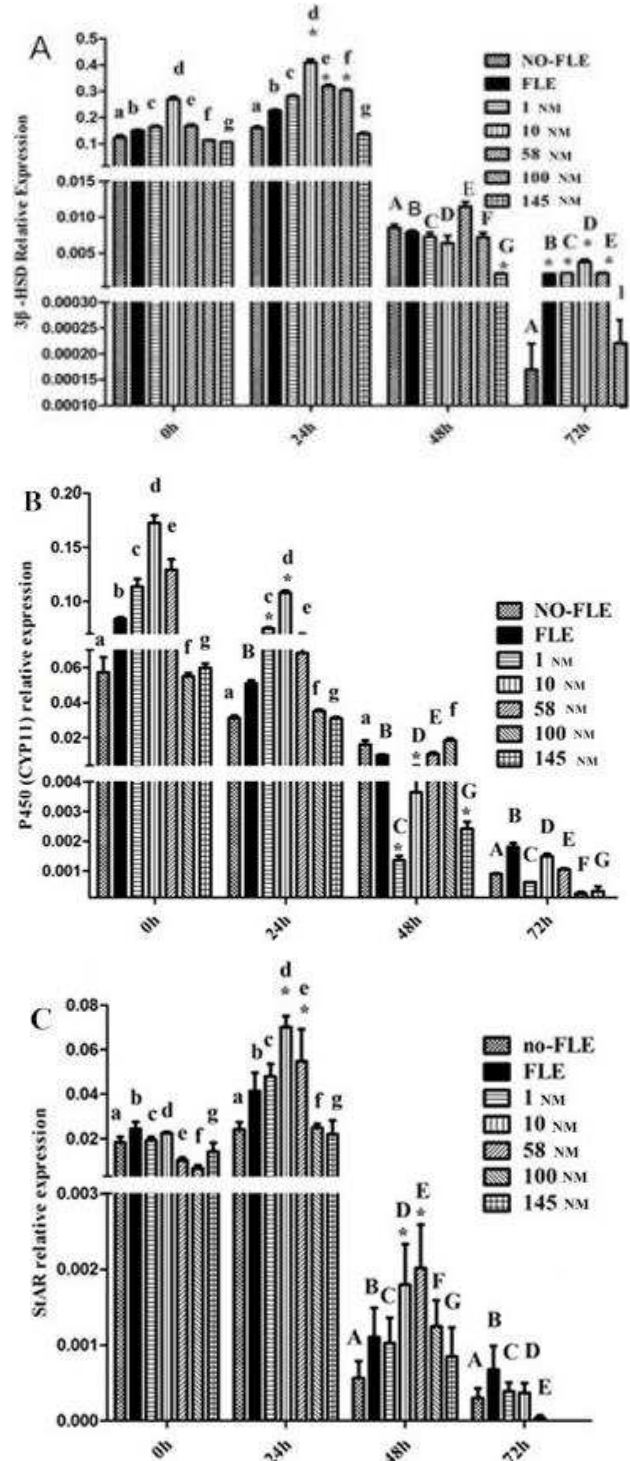 A
3β -HSD Relative Expression
0.5
0.4
0.3
0.2
0.1
0.015
0.010
0.005
0.00030
0.00025
0.00020
0.00015
0.00010
a b c d e f g
a b c d * e * f * g
A B C D E F G *
A B * C * D * E *
0h 24h 48h 72h
NO-FLE
FLE
1 NM
10 NM
58 NM
100 NM
145 NM
B
P450 (CYP11) relative expression
0.20
0.15
0.10
0.06
0.04
0.02
0.004
0.003
0.002
0.001
a b c d e f g
a B c * d * e f g
a B C * D * E f G *
A B C D E F G
0h 24h 48h 72h
NO-FLE
FLE
1 NM
10 NM
58 NM
100 NM
145 NM
C
StAR relative expression
0.08
0.06
0.04
0.02
0.003
0.002
0.001
0.000
a b c d e f g
a b c d * e * f g
A B C D * E * F G
A B C D E
0h 24h 48h 72h
no-FLE
FLE
1 NM
10 NM
58 NM
100 NM
145 NM